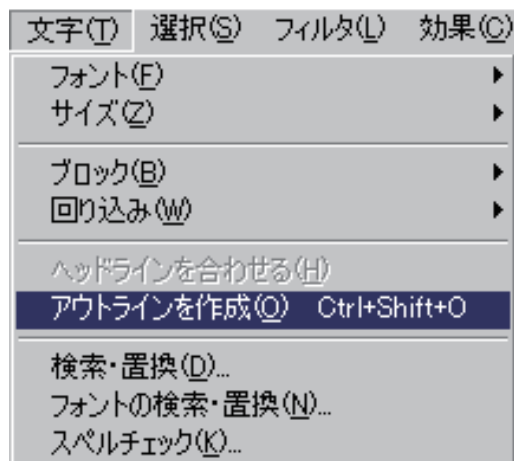 文字(T) 選択(S) フィルタ(L) 効果(C)
フォント(F)
サイズ(Z)
ブロック(B)
回り込み(W)
ヘッドラインを合わせる(H)
アウトラインを作成(O) Ctrl+Shift+O
検索・置換(D)...
フォントの検索・置換(N)...
スペルチェック(K)...